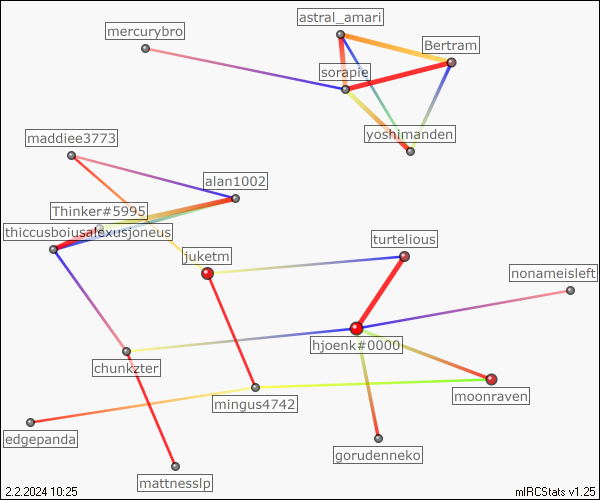 astral_amari
mercurybro
Bertram
sorapie
yoshimanden
maddiee3773
alan1002
Thinker#5995
thiccusboiusalexusjoneus
turtelious
juketm
nonameisleft
hjoenk#0000
chunkzter
moonraven
mingus4742
edgepanda
gorudenneko
mattnesslp
2.2.2024 10:25
mIRCStats v1.25